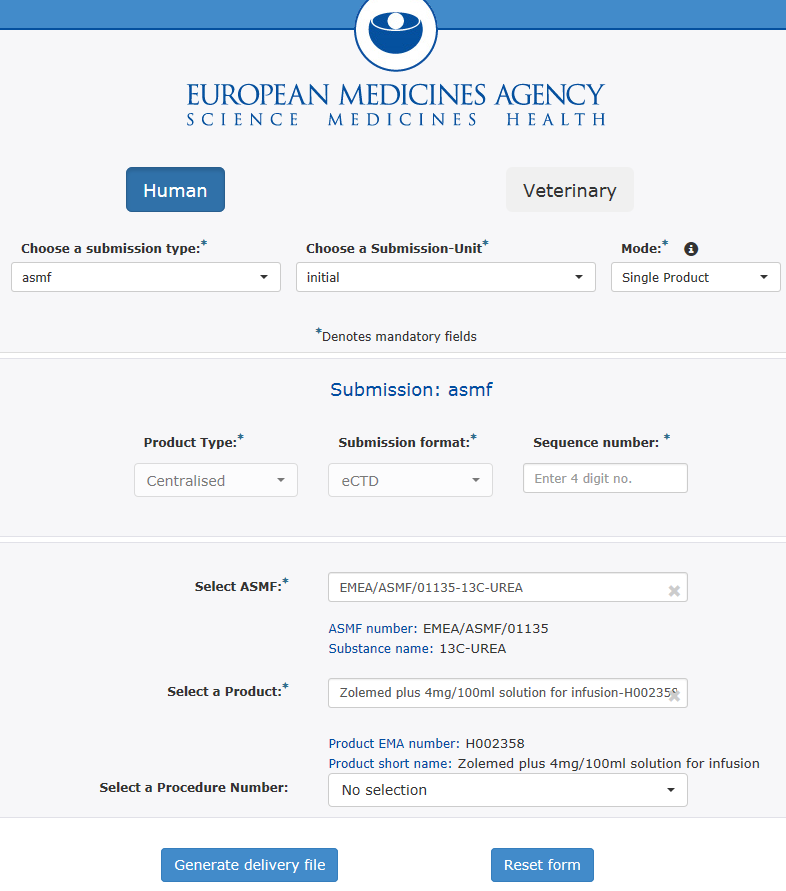 EUROPEAN MEDICINES AGENCY
SCIENCE MEDICINES HEALTH
Human Veterinary
Choose a submission type:* Choose a Submission-Unit* Mode:*
asmf initial Single Product
*Denotes mandatory fields
Submission: asmf
Product Type:* Submission format:* Sequence number: *
Centralised eCTD Enter 4 digit no.
Select ASMF:* EMEA/ASMF/01135-13C-UREA
ASMF number: EMEA/ASMF/01135
Substance name: 13C-UREA
Select a Product:* Zolemed plus 4mg/100ml solution for infusion-H002358
Product EMA number: H002358
Product short name: Zolemed plus 4mg/100ml solution for infusion
Select a Procedure Number: No selection
Generate delivery file Reset form